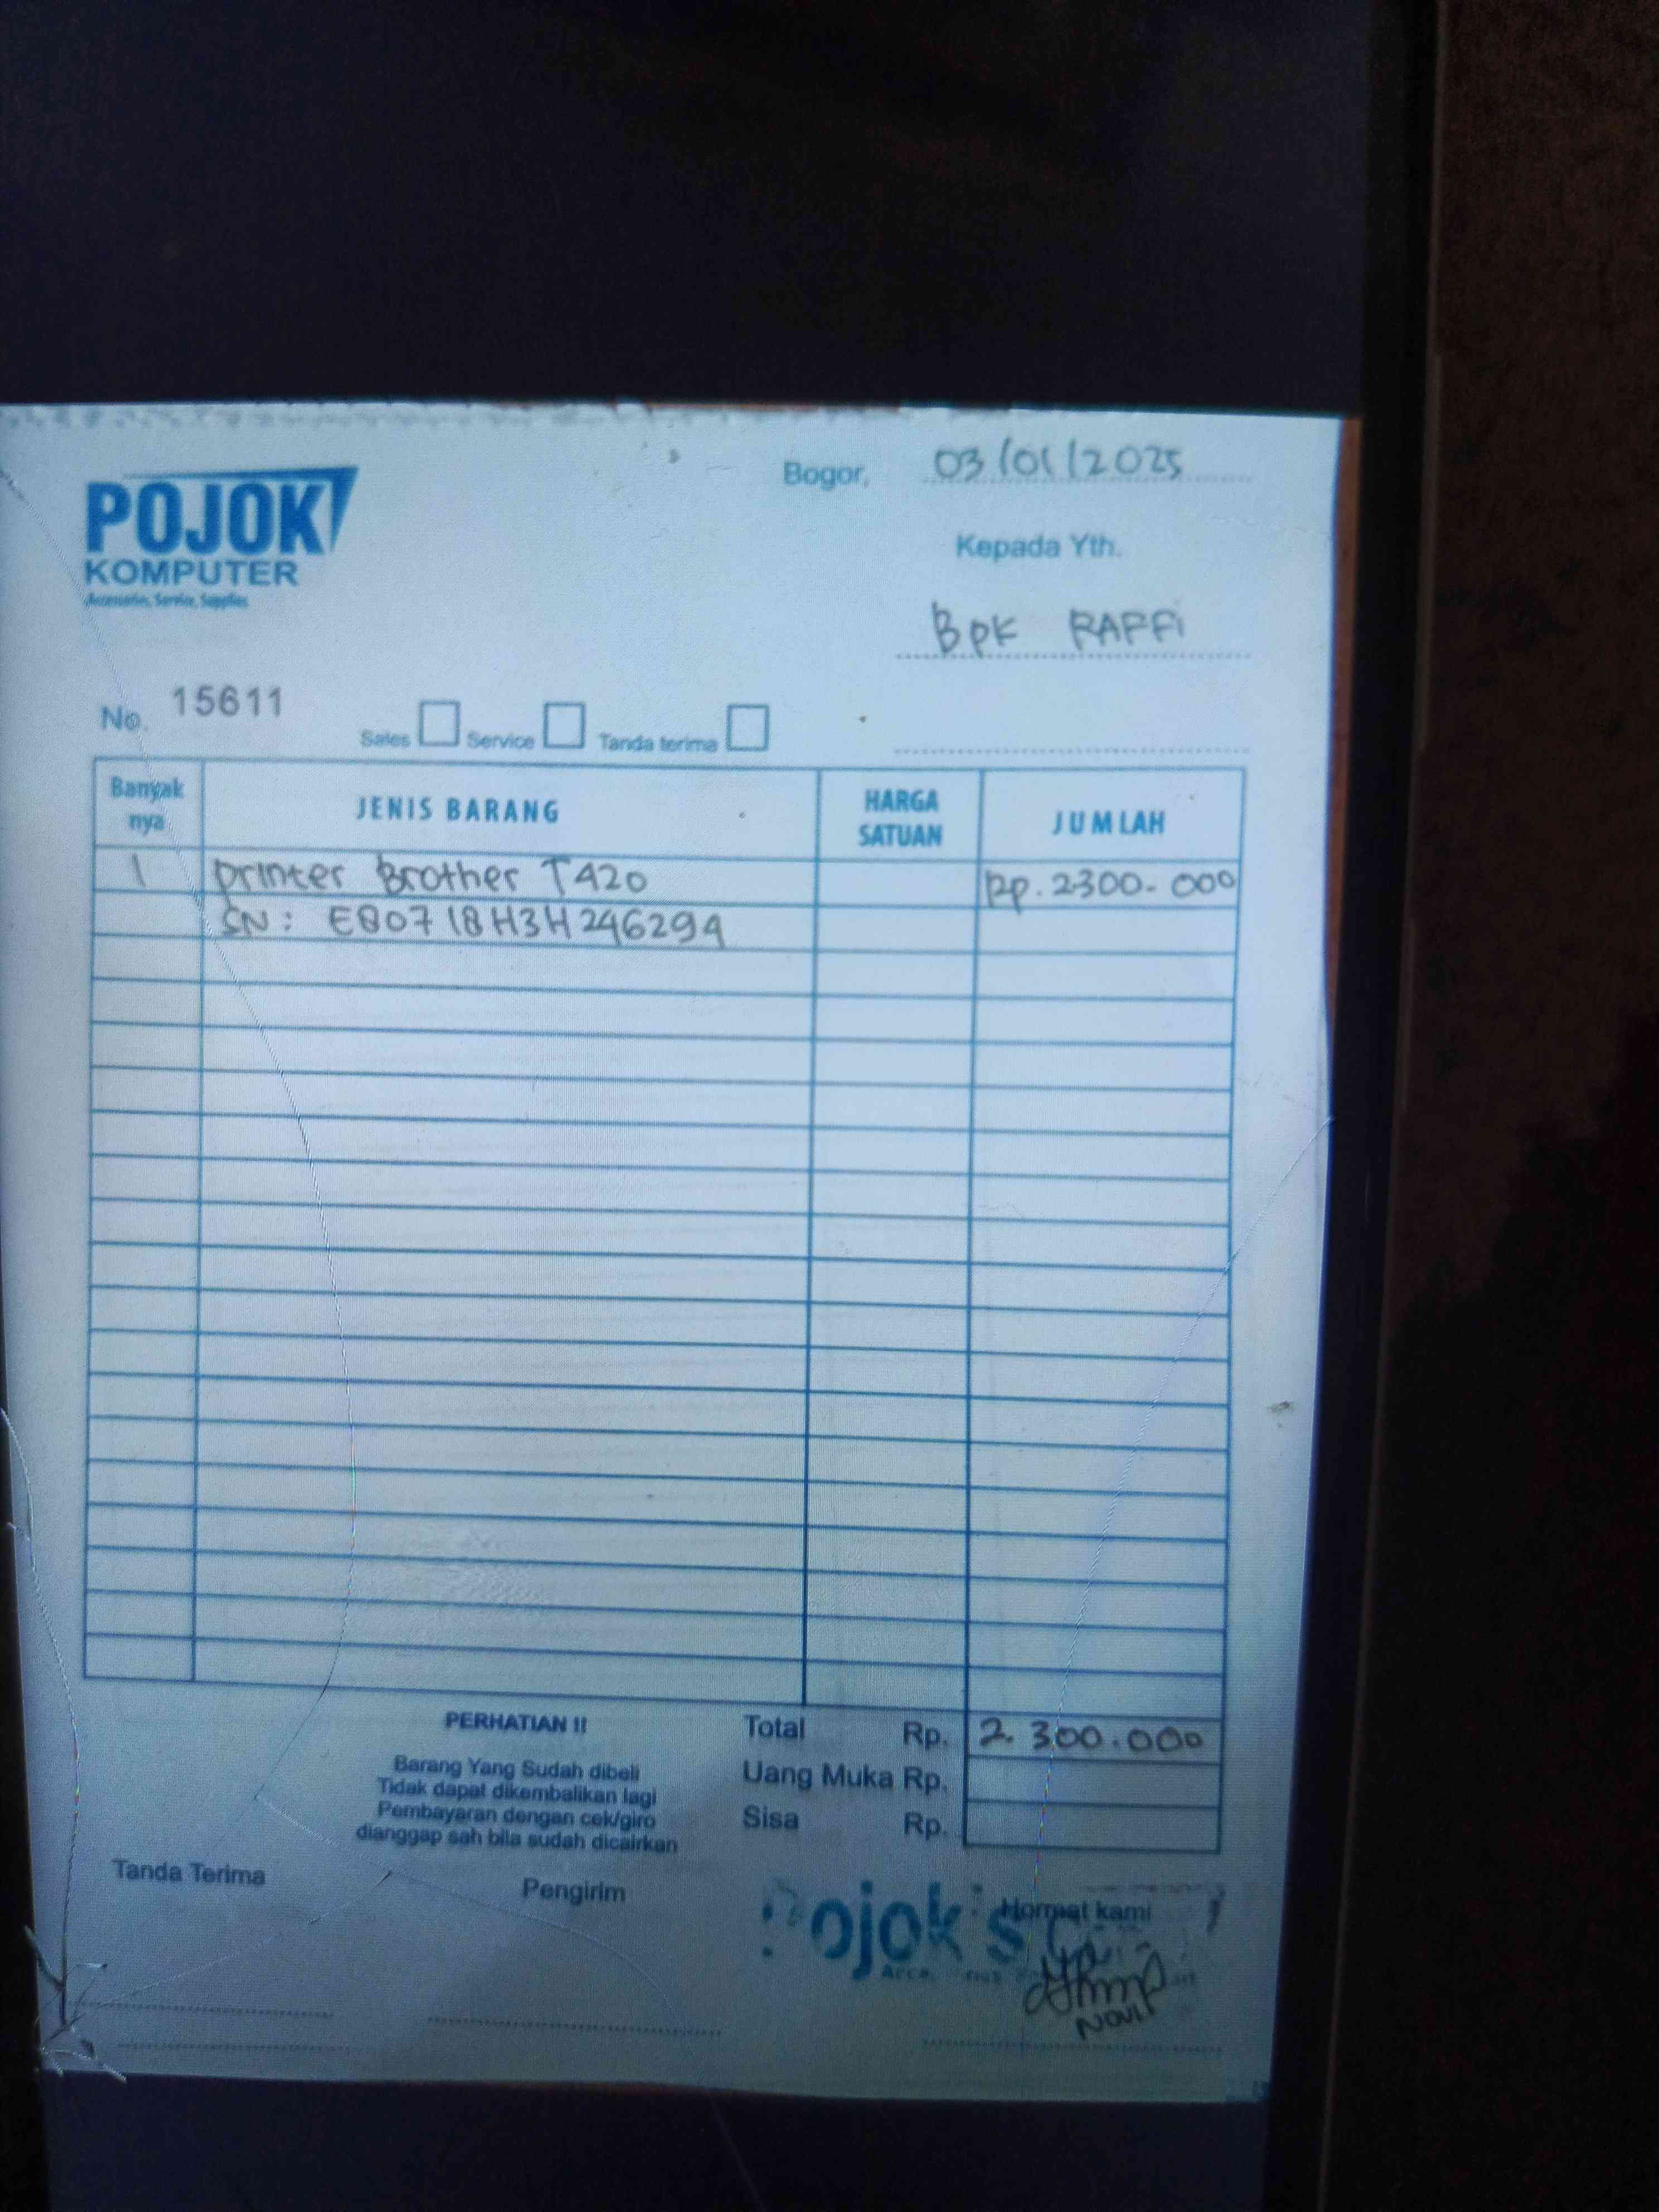 POJOK
KOMPUTER
Accessories, Service, Supplies
Bogor, 03/01/2025
Kepada Yth.
Bpk RAFFi
No. 15611
Sales Service Tanda terima
Banyak nya JENIS BARANG HARGA SATUAN JUMLAH
1 printer Brother T420 Rp. 2300.000
SN: E80718H3H246294
PERHATIAN !!
Barang Yang Sudah dibeli
Tidak dapat dikembalikan lagi
Pembayaran dengan cek/giro
dianggap sah bila sudah dicairkan
Total Rp. 2.300.000
Uang Muka Rp.
Sisa Rp.
Tanda Terima
Pengirim
Hormat kami
Pojok's
NOVI